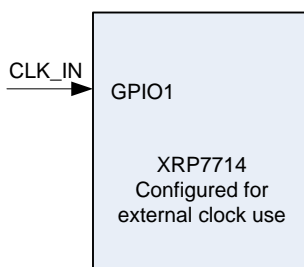 CLK_IN
GPIO1
XRP7714
Configured for
external clock use